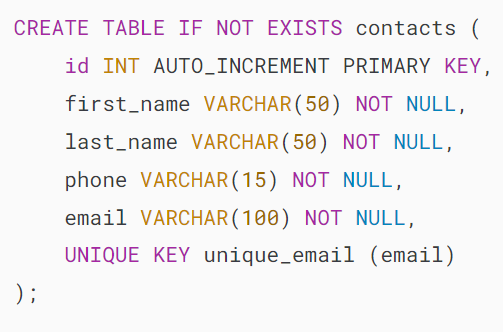 CREATE TABLE IF NOT EXISTS contacts (
    id INT AUTO_INCREMENT PRIMARY KEY,
    first_name VARCHAR(50) NOT NULL,
    last_name VARCHAR(50) NOT NULL,
    phone VARCHAR(15) NOT NULL,
    email VARCHAR(100) NOT NULL,
    UNIQUE KEY unique_email (email)
);